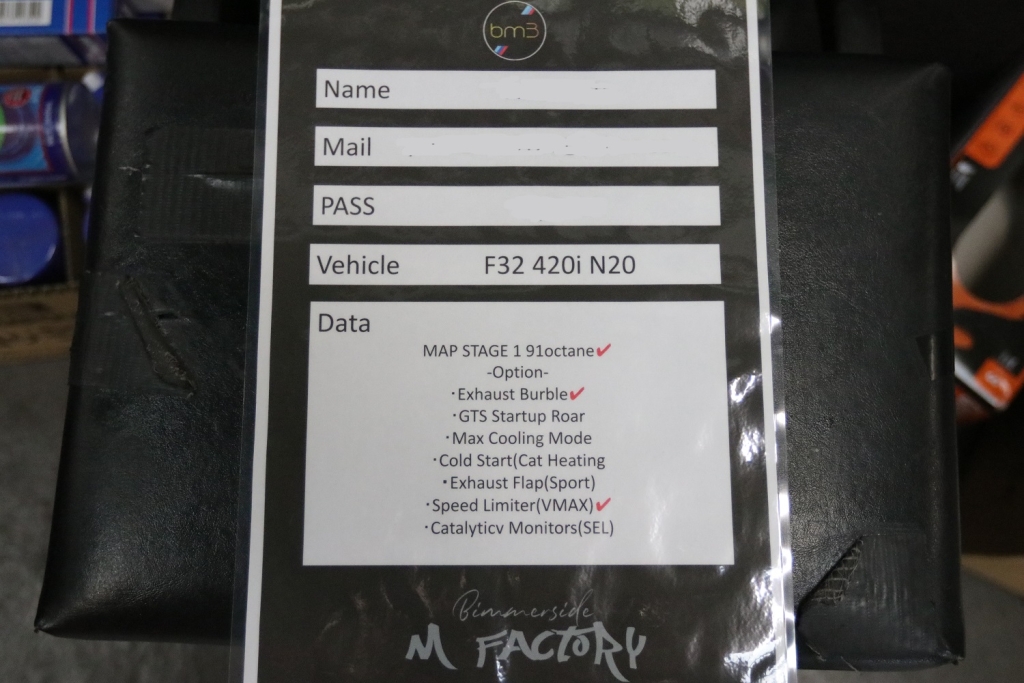 bm3
Name
Mail
PASS
Vehicle F32 420i N20
Data
MAP STAGE 1 91octane✔
-Option-
・Exhaust Burble✔
・GTS Startup Roar
・Max Cooling Mode
・Cold Start(Cat Heating
・Exhaust Flap(Sport)
・Speed Limiter(VMAX)✔
・Catalyticv Monitors(SEL)
Bimmerside
M FACTORY